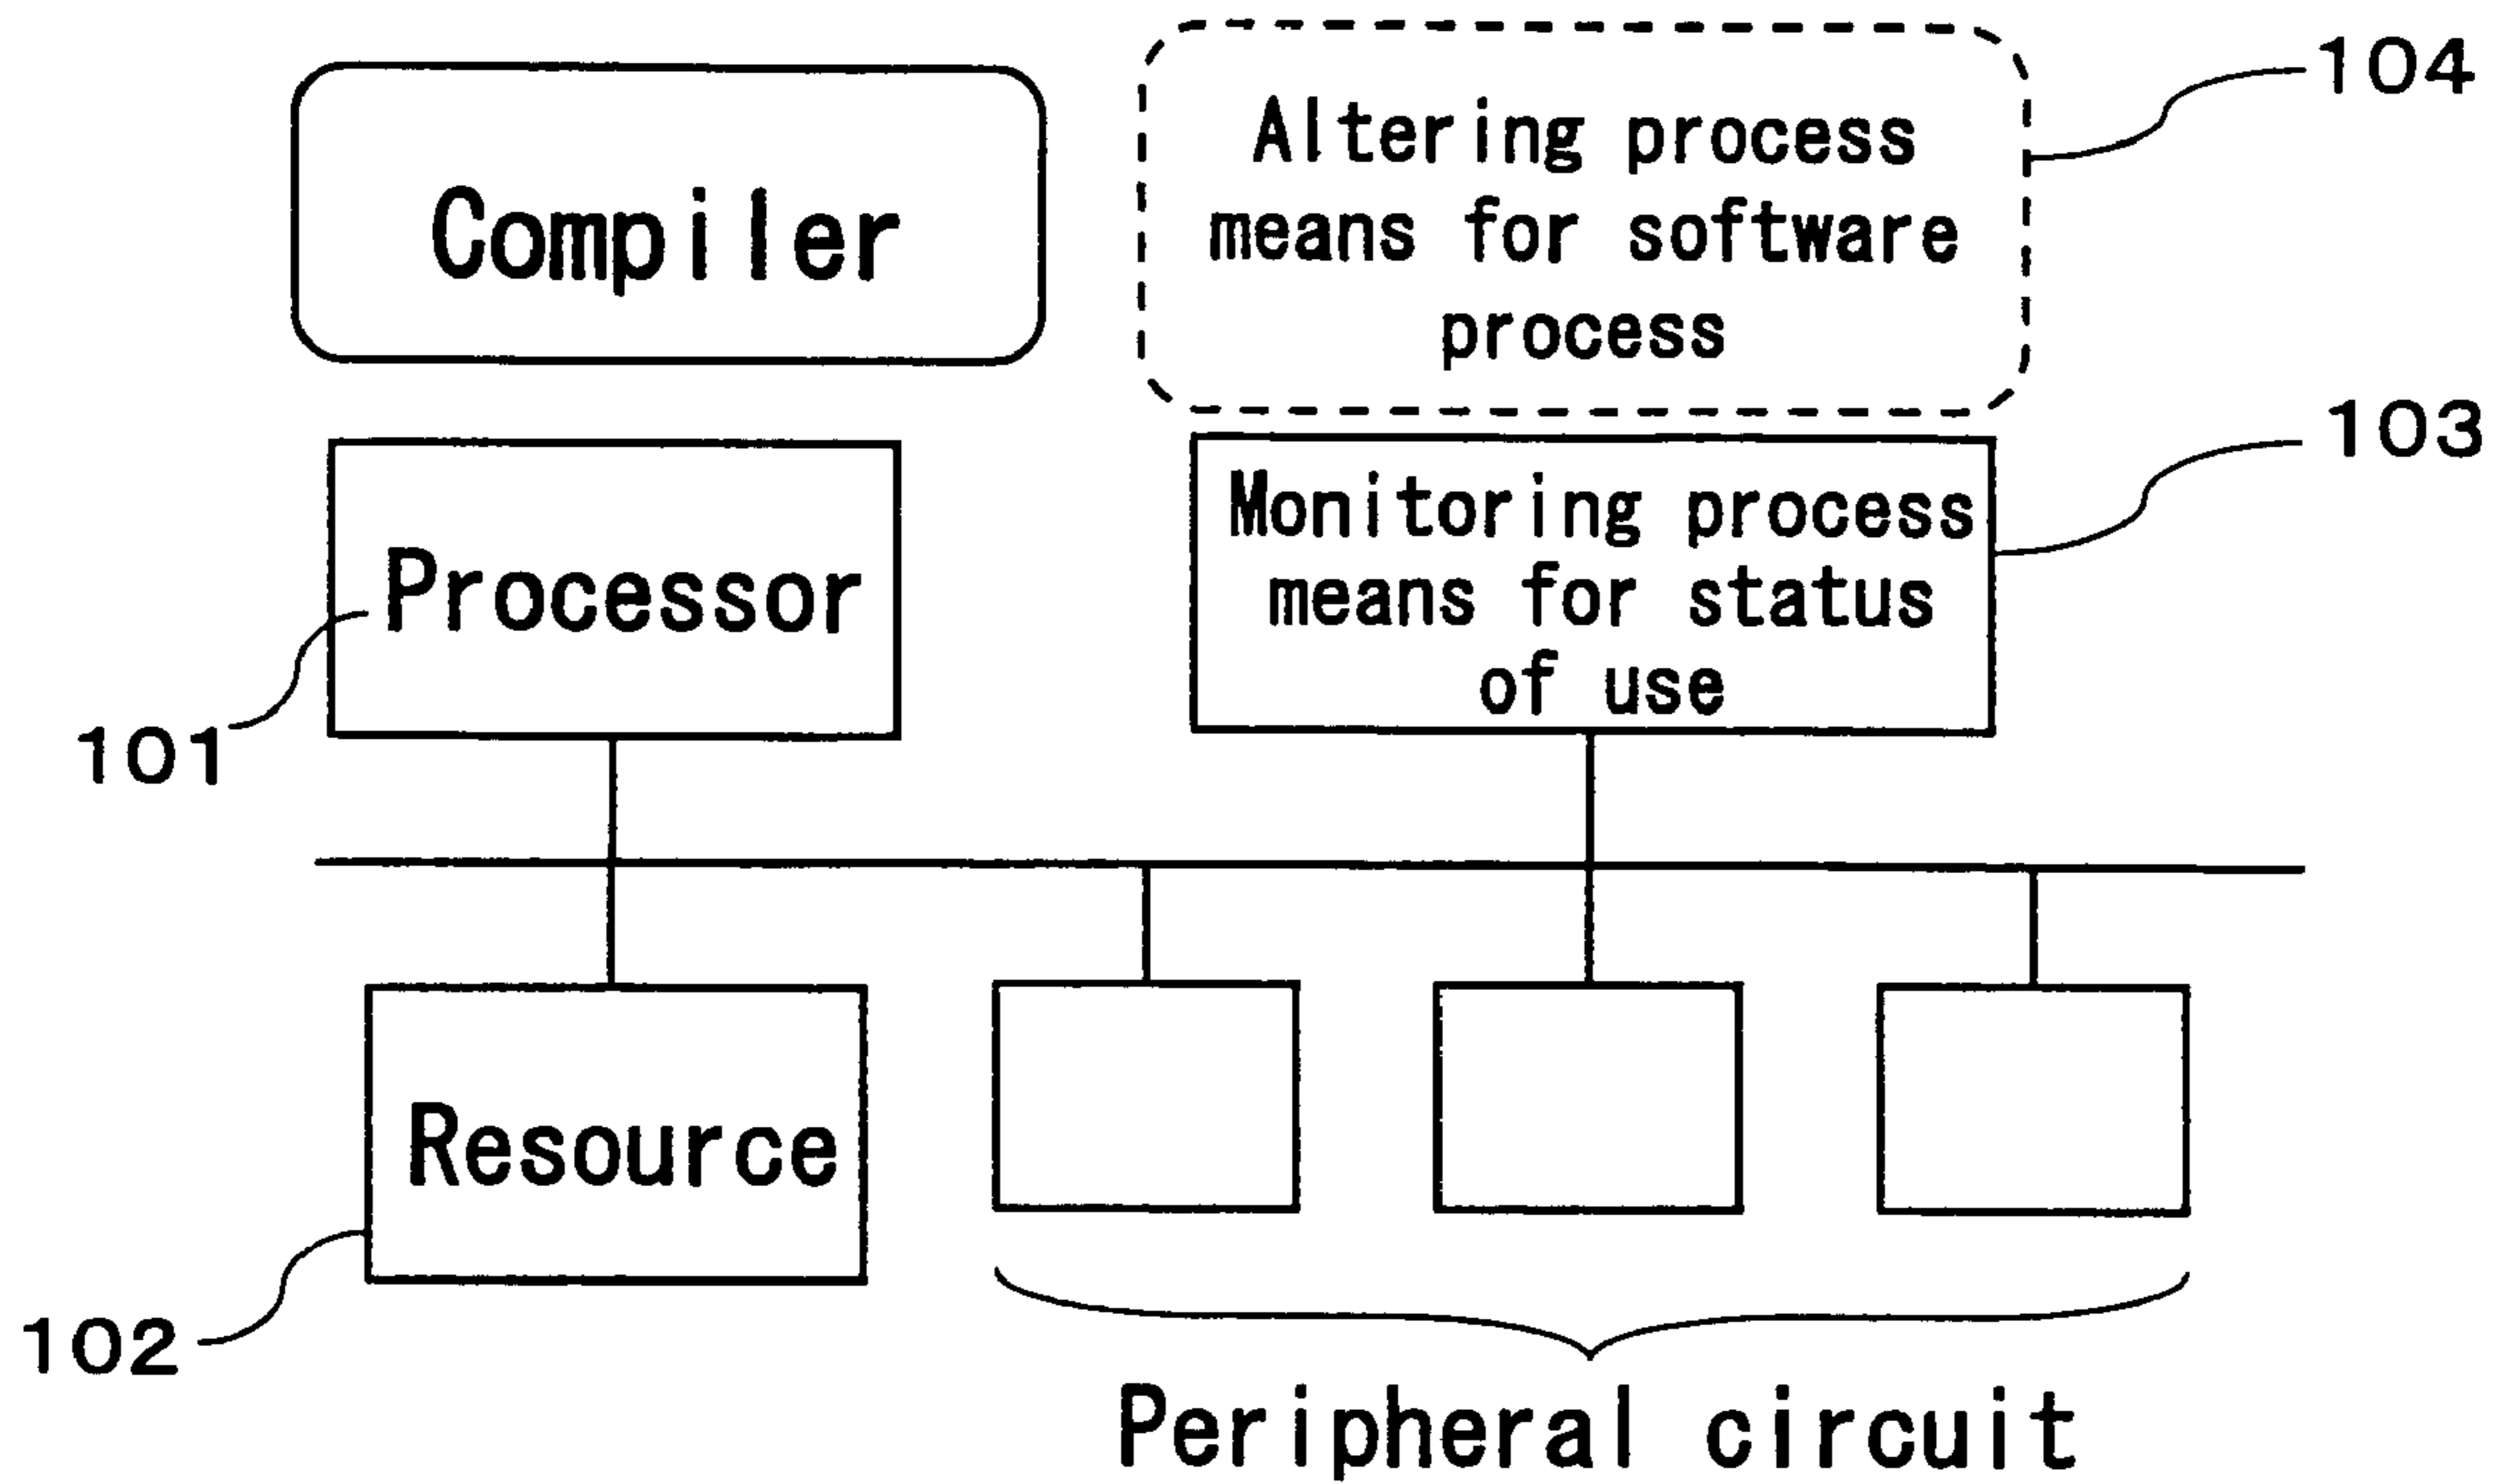 104
Compiler
Altering process
means for software
process
103
Processor
Monitoring process
means for status
of use
101
Resource
102
Peripheral circuit